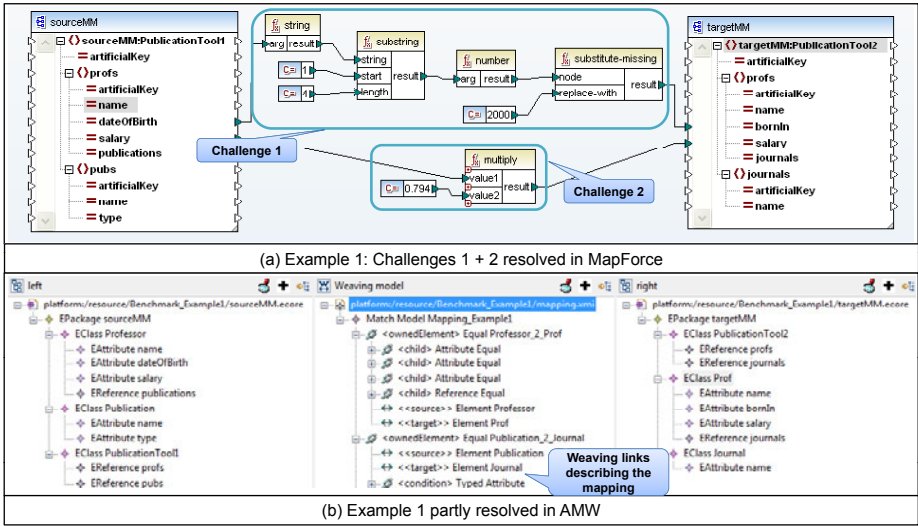 sourceMM
{}sourceMM:PublicationTool1
artificialKey
{}profs
artificialKey
name
dateOfBirth
salary
publications
{}pubs
artificialKey
name
type
string
arg result
substring
string
start
length
result
C= 1
C= 4
number
arg result
substitute-missing
node
replace-with
result
C= 2000
Challenge 1
multiply
value1
value2
result
C= 0.794
Challenge 2
targetMM
{}targetMM:PublicationTool2
artificialKey
{}profs
artificialKey
name
bornIn
salary
journals
{}journals
artificialKey
name
(a) Example 1: Challenges 1 + 2 resolved in MapForce
left
platform:/resource/Benchmark_Example1/sourceMM.ecore
EPackage sourceMM
EClass Professor
EAttribute name
EAttribute dateOfBirth
EAttribute salary
EReference publications
EClass Publication
EAttribute name
EAttribute type
EClass PublicationTool1
EReference profs
EReference pubs
Weaving model
platform:/resource/Benchmark_Example1/mapping.xmi
Match Model Mapping_Example1
<ownedElement> Equal Professor_2_Prof
<child> Attribute Equal
<child> Attribute Equal
<child> Attribute Equal
<child> Reference Equal
<<source>> Element Professor
<<target>> Element Prof
<ownedElement> Equal Publication_2_Journal
<<source>> Element Publication
<<target>> Element Journal
<condition> Typed Attribute
Weaving links
describing the
mapping
right
platform:/resource/Benchmark_Example1/targetMM.ecore
EPackage targetMM
EClass PublicationTool2
EReference profs
EReference journals
EClass Prof
EAttribute name
EAttribute bornIn
EAttribute salary
EReference journals
EClass Journal
EAttribute name
(b) Example 1 partly resolved in AMW